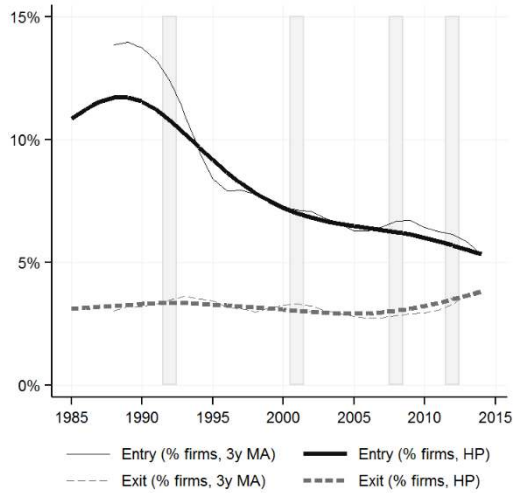 15%
10%
5%
0%
1985 1990 1995 2000 2005 2010 2015
Entry (% firms, 3y MA) Entry (% firms, HP)
Exit (% firms, 3y MA) Exit (% firms, HP)